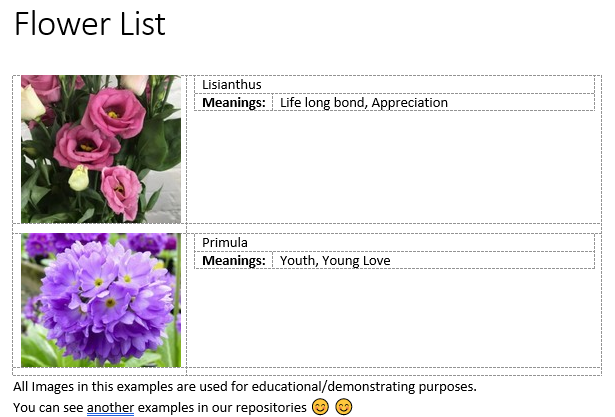 Flower List
Lisianthus
Meanings: Life long bond, Appreciation
Primula
Meanings: Youth, Young Love
All Images in this examples are used for educational/demonstrating purposes.
You can see another examples in our repositories 😊 😊